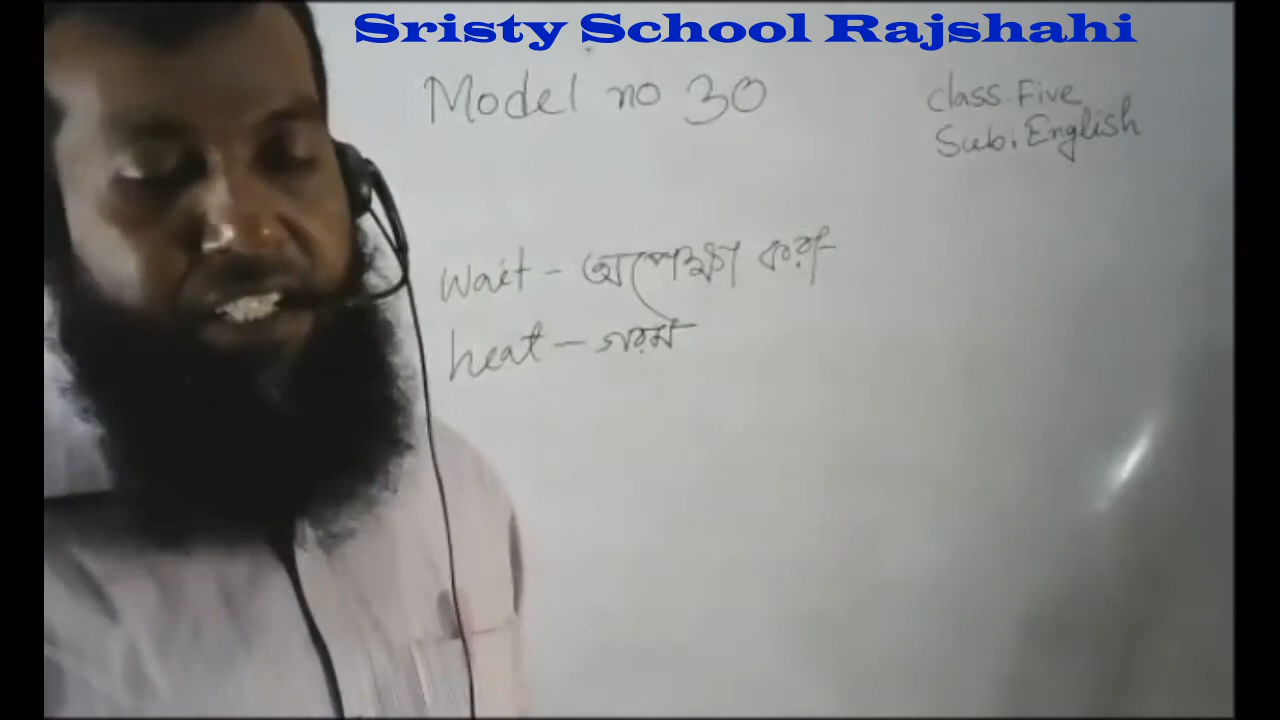 Sristy School Rajshahi
Model no 30
Class Five
Sub. English
wait - অপেক্ষা করা
heat - গরম